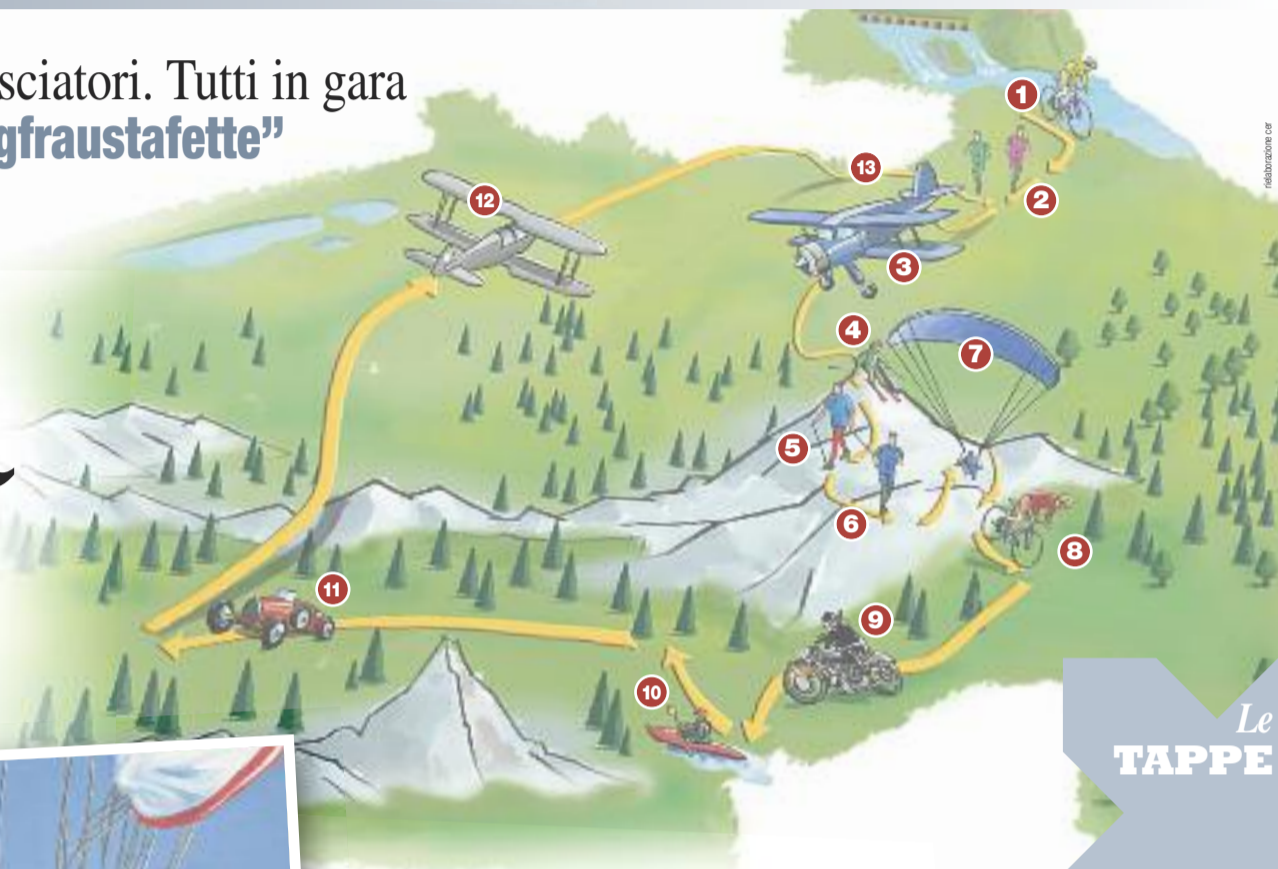 sciatori. Tutti in gara
gfraustafette”
1
rielaborazione cer
13
12
2
3
4
7
5
6
8
11
9
10
Le
TAPPE